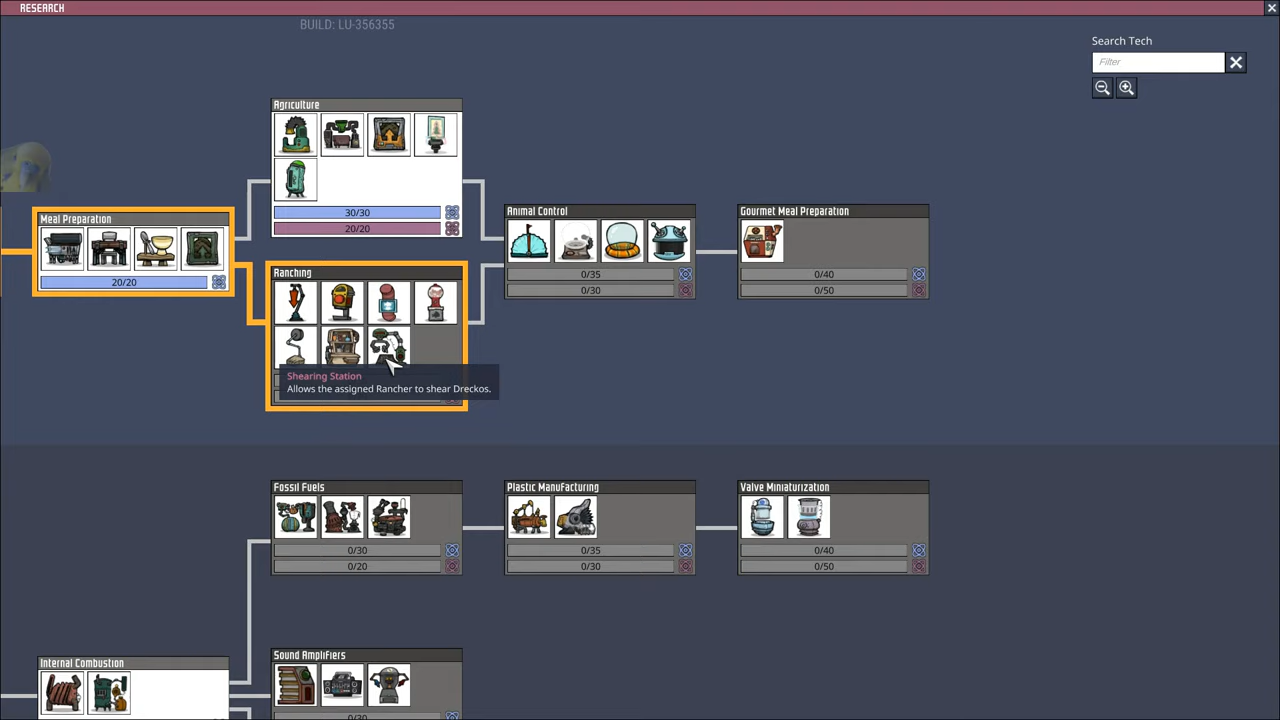 RESEARCH
BUILD: LU-356355
Search Tech
Filter
Agriculture
30/30
20/20
Meal Preparation
20/20
Animal Control
0/35
0/30
Gourmet Meal Preparation
0/40
0/50
Ranching
Shearing Station
Allows the assigned Rancher to shear Dreckos.
Fossil Fuels
0/30
0/20
Plastic Manufacturing
0/35
0/30
Valve Miniaturization
0/40
0/50
Internal Combustion
Sound Amplifiers
0/30